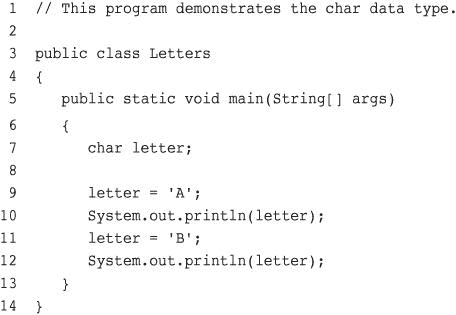 1 // This program demonstrates the char data type.
2
3 public class Letters
4 {
5    public static void main(String[] args)
6    {
7       char letter;
8
9       letter = 'A';
10       System.out.println(letter);
11       letter = 'B';
12       System.out.println(letter);
13    }
14 }